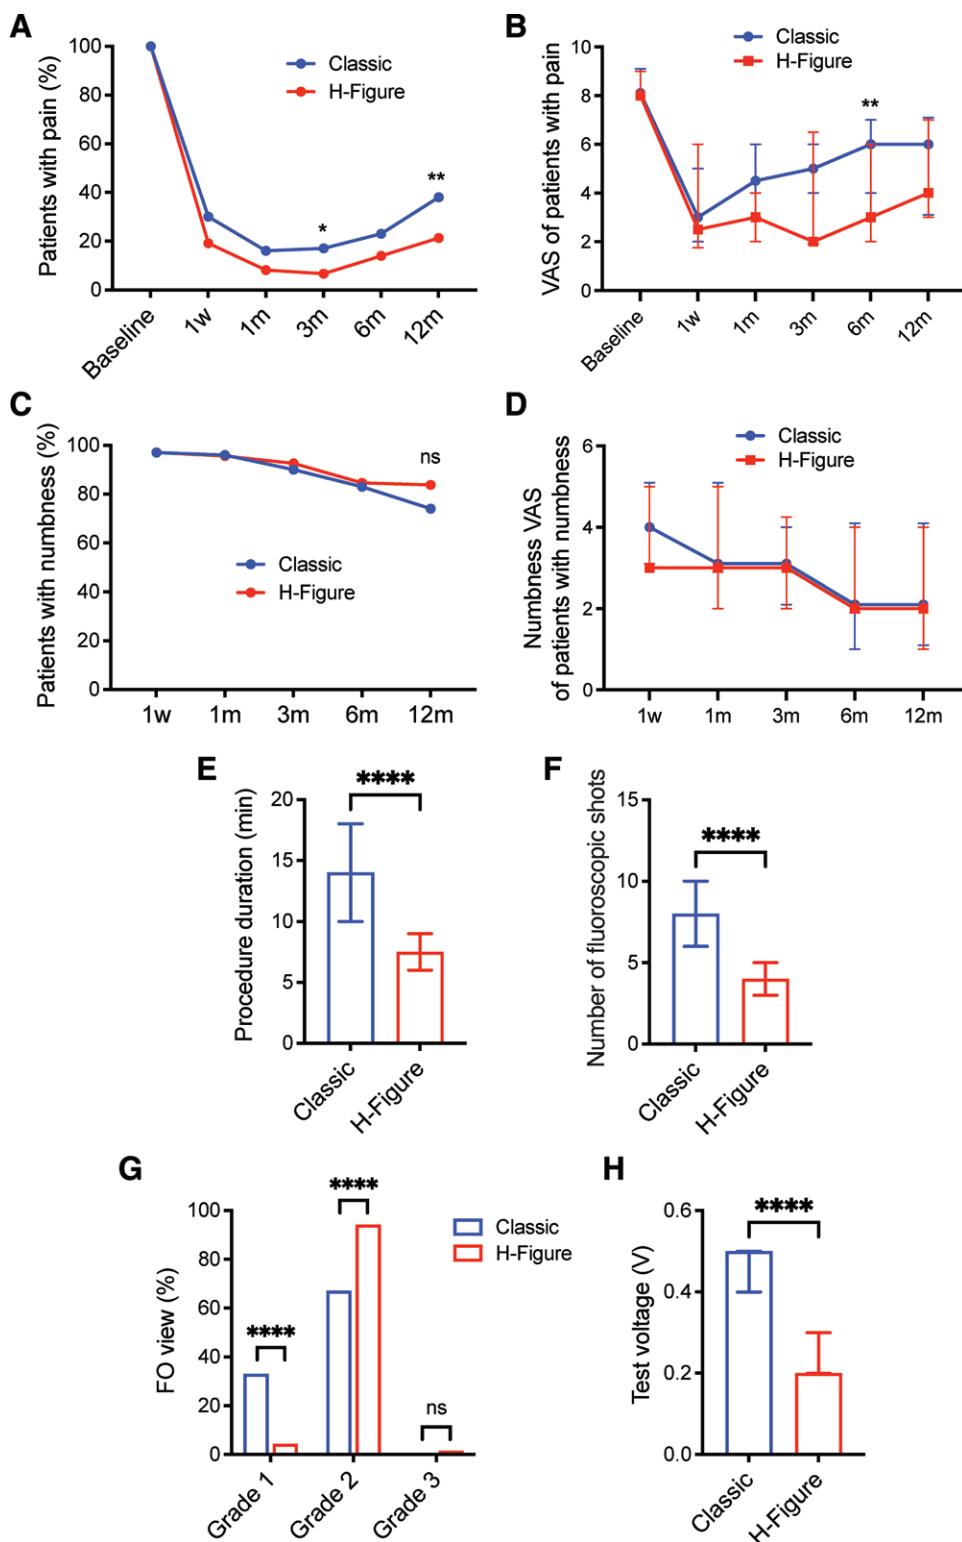 A
Patients with pain (%)
100
80
60
40
20
0
Classic
H-Figure
*
**
Baseline
1w
1m
3m
6m
12m
B
VAS of patients with pain
10
8
6
4
2
0
Classic
H-Figure
**
Baseline
1w
1m
3m
6m
12m
C
Patients with numbness (%)
100
80
60
40
20
0
ns
Classic
H-Figure
1w
1m
3m
6m
12m
D
Numbness VAS
of patients with numbness
6
4
2
0
Classic
H-Figure
1w
1m
3m
6m
12m
E
Procedure duration (min)
20
15
10
5
0
****
Classic
H-Figure
F
Number of fluoroscopic shots
15
10
5
0
****
Classic
H-Figure
G
FO view (%)
100
80
60
40
20
0
****
****
ns
Classic
H-Figure
Grade 1
Grade 2
Grade 3
H
Test voltage (V)
0.6
0.4
0.2
0.0
****
Classic
H-Figure